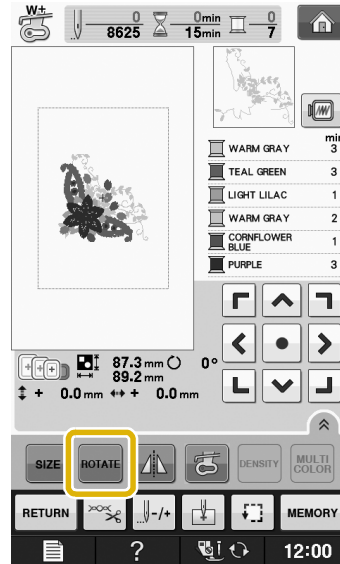 W+
0 0min 0
8625 15min 7
min
WARM GRAY 3
TEAL GREEN 3
LIGHT LILAC 1
WARM GRAY 2
CORNFLOWER
BLUE 1
PURPLE 3
87.3 mm 0°
89.2 mm
+ 0.0 mm + 0.0 mm
SIZE ROTATE DENSITY MULTI
COLOR
RETURN -/+ MEMORY
? 12:00